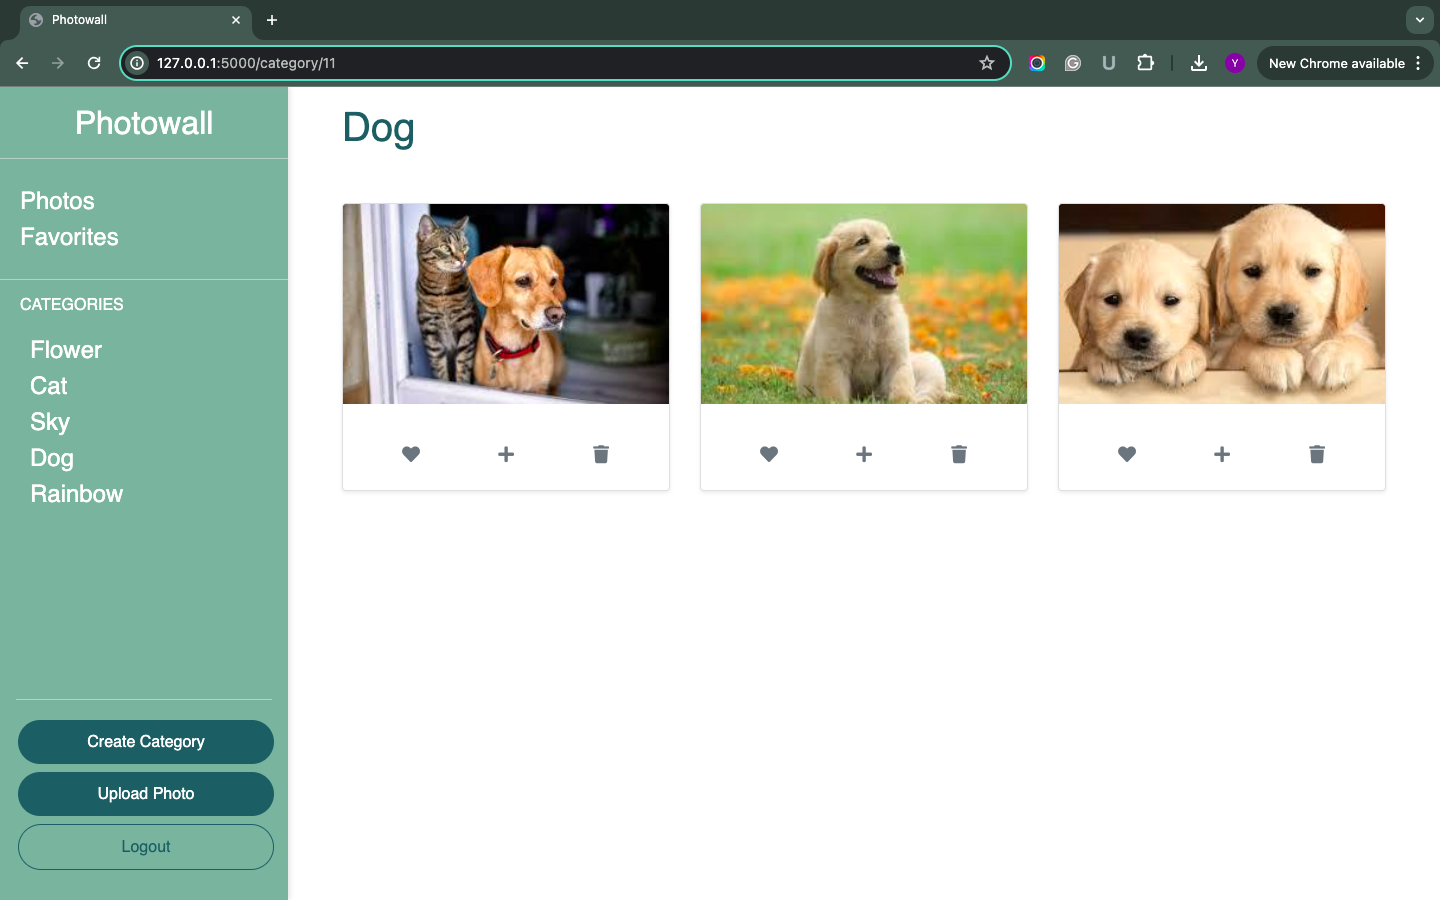 Photowall
127.0.0.1:5000/category/11
New Chrome available
Y
Photowall
Photos
Favorites
CATEGORIES
Flower
Cat
Sky
Dog
Rainbow
Create Category
Upload Photo
Logout
Dog